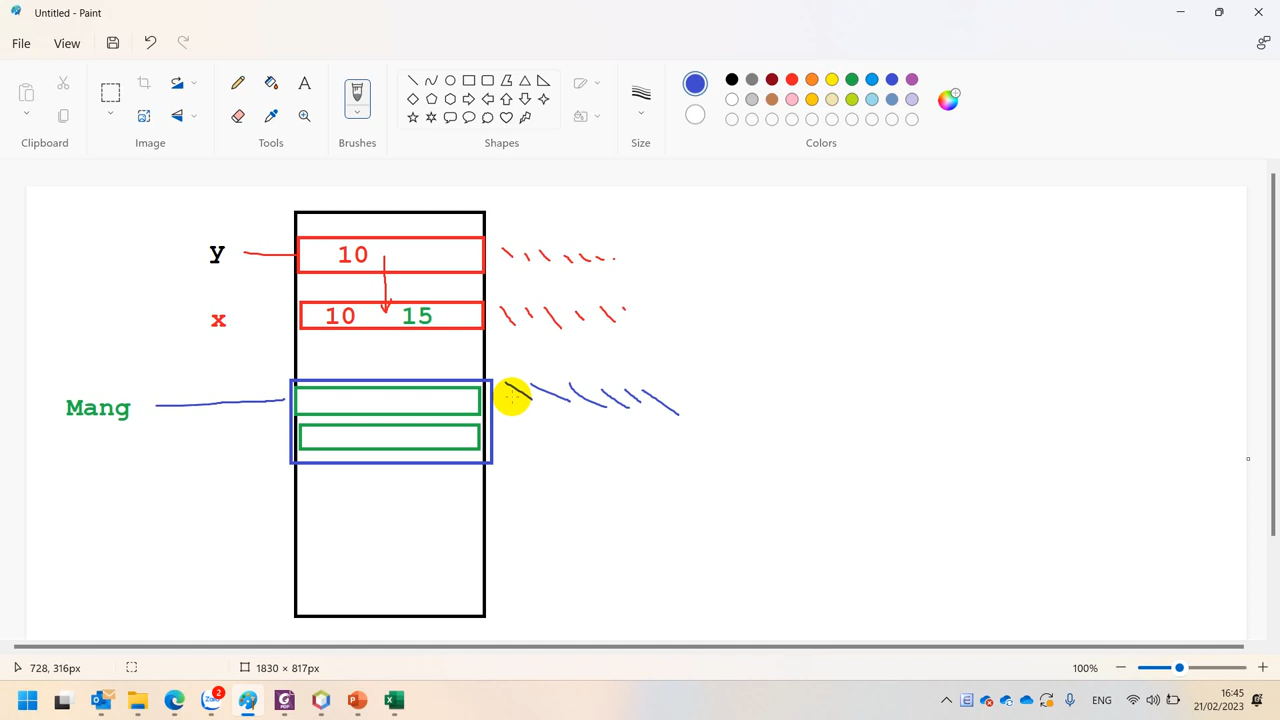 Untitled - Paint
File View
Clipboard Image Tools Brushes Shapes Size Colors
y 10
x 10 15
Mang
728, 316px 1830 × 817px 100%
2 ENG 16:45
21/02/2023